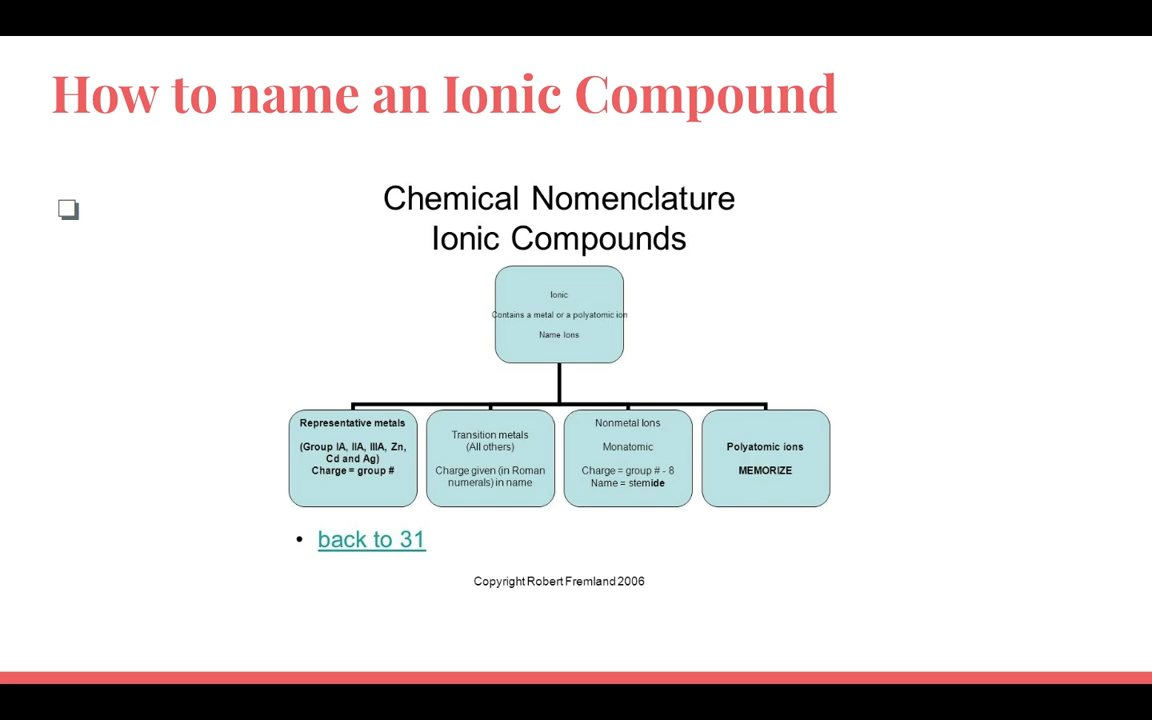 How to name an Ionic Compound
Chemical Nomenclature
Ionic Compounds
Ionic
Contains a metal or a polyatomic ion
Name Ions
Representative metals
(Group IA, IIA, IIIA, Zn,
Cd and Ag)
Charge = group #
Transition metals
(All others)
Charge given (in Roman
numerals) in name
Nonmetal Ions
Monatomic
Charge = group # - 8
Name = stemide
Polyatomic ions
MEMORIZE
• back to 31
Copyright Robert Fremland 2006